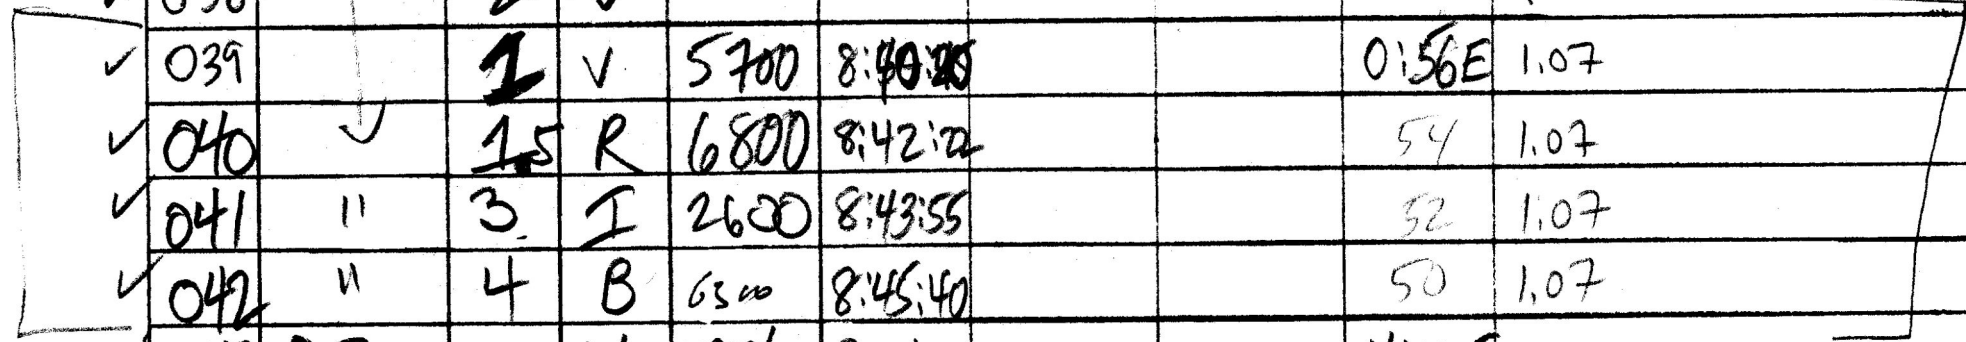 ✓ 039 1 V 5700 8:40:20 0:56E 1.07
✓ 040 1.5 R 6800 8:42:22 54 1.07
✓ 041 " 3 I 2600 8:43:55 52 1.07
✓ 042 " 4 B 6300 8:45:40 50 1.07